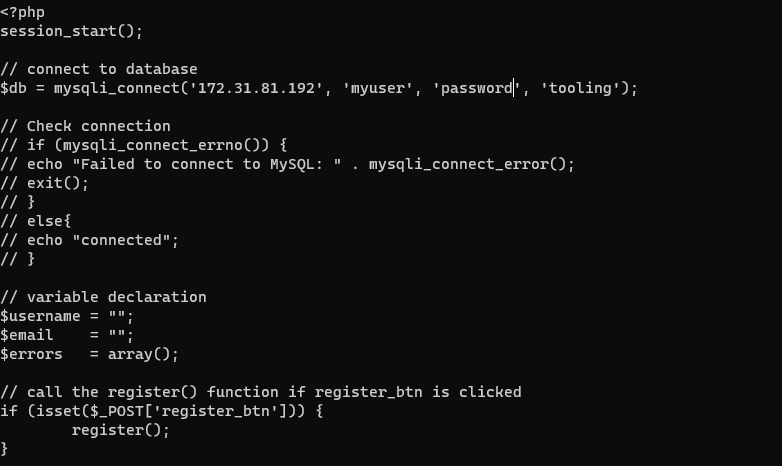 <?php
session_start();
// connect to database
$db = mysqli_connect('172.31.81.192', 'myuser', 'password', 'tooling');
// Check connection
// if (mysqli_connect_errno()) {
// echo "Failed to connect to MySQL: " . mysqli_connect_error();
// exit();
// }
// else{
// echo "connected";
// }
// variable declaration
$username = "";
$email    = "";
$errors   = array();
// call the register() function if register_btn is clicked
if (isset($_POST['register_btn'])) {
        register();
}